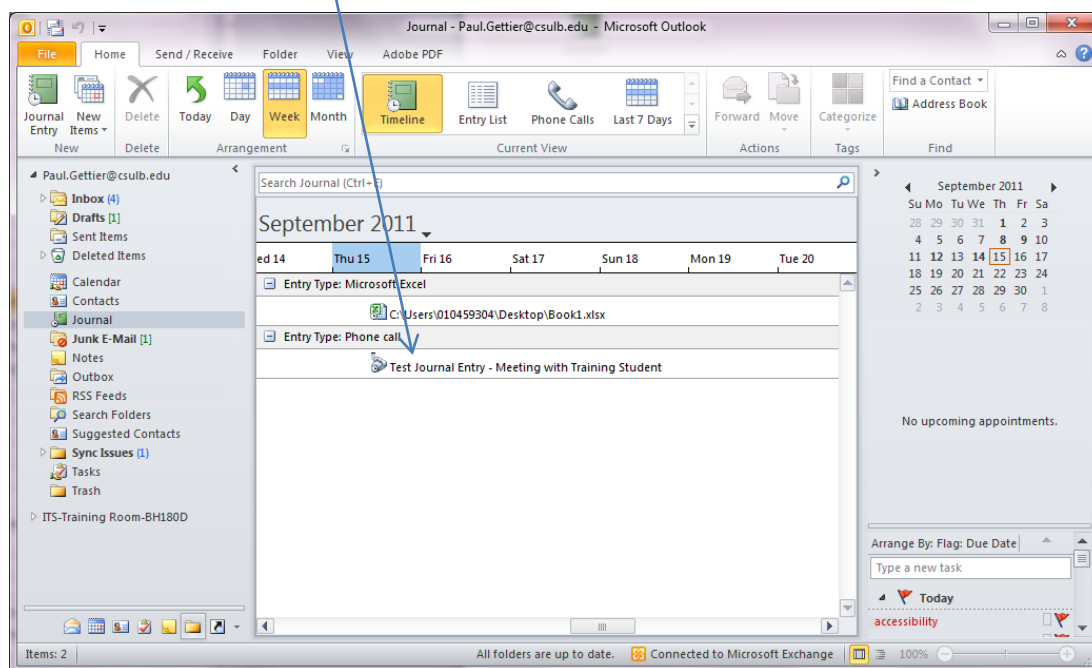 Journal - Paul.Gettier@csulb.edu - Microsoft Outlook
File Home Send / Receive Folder View Adobe PDF
Journal Entry
New Items
Delete
Today
Day
Week
Month
Timeline
Entry List
Phone Calls
Last 7 Days
Forward
Move
Categorize
Find a Contact
Address Book
New Delete Arrangement Current View Actions Tags Find
Paul.Gettier@csulb.edu
Inbox (4)
Drafts [1]
Sent Items
Deleted Items
Calendar
Contacts
Journal
Junk E-Mail [1]
Notes
Outbox
RSS Feeds
Search Folders
Suggested Contacts
Sync Issues (1)
Tasks
Trash
ITS-Training Room-BH180D
Search Journal (Ctrl+E)
September 2011
ed 14 Thu 15 Fri 16 Sat 17 Sun 18 Mon 19 Tue 20
Entry Type: Microsoft Excel
C:\Users\010459304\Desktop\Book1.xlsx
Entry Type: Phone call
Test Journal Entry - Meeting with Training Student
September 2011
Su Mo Tu We Th Fr Sa
28 29 30 31 1 2 3
4 5 6 7 8 9 10
11 12 13 14 15 16 17
18 19 20 21 22 23 24
25 26 27 28 29 30 1
2 3 4 5 6 7 8
No upcoming appointments.
Arrange By: Flag: Due Date
Type a new task
Today
accessibility
Items: 2 All folders are up to date. Connected to Microsoft Exchange 100%